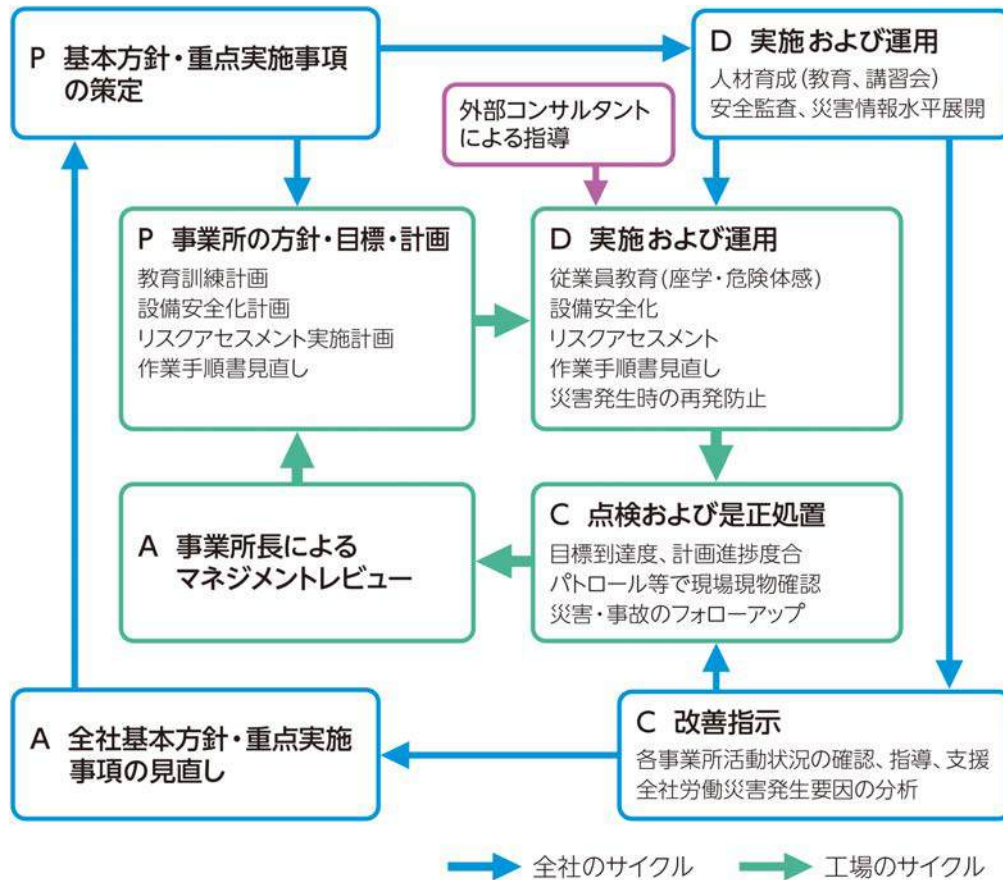 P 基本方針・重点実施事項
の策定
D 実施および運用
人材育成(教育、講習会)
安全監査、災害情報水平展開
外部コンサルタント
による指導
P 事業所の方針・目標・計画
教育訓練計画
設備安全化計画
リスクアセスメント実施計画
作業手順書見直し
D 実施および運用
従業員教育(座学・危険体感)
設備安全化
リスクアセスメント
作業手順書見直し
災害発生時の再発防止
A 事業所長による
マネジメントレビュー
C 点検および是正処置
目標到達度、計画進捗度合
パトロール等で現場現物確認
災害・事故のフォローアップ
A 全社基本方針・重点実施
事項の見直し
C 改善指示
各事業所活動状況の確認、指導、支援
全社労働災害発生要因の分析
全社のサイクル
工場のサイクル